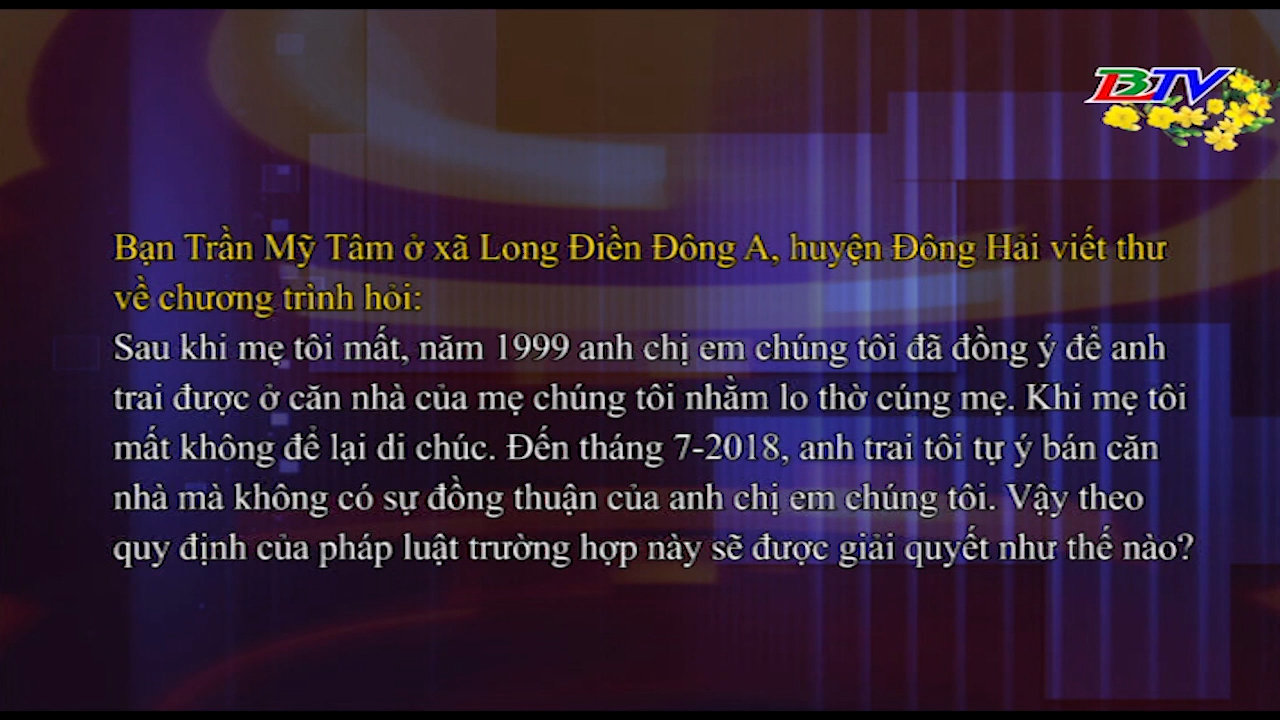 BTV
Bạn Trần Mỹ Tâm ở xã Long Điền Đông A, huyện Đông Hải viết thư
về chương trình hỏi:
Sau khi mẹ tôi mất, năm 1999 anh chị em chúng tôi đã đồng ý để anh
trai được ở căn nhà của mẹ chúng tôi nhằm lo thờ cúng mẹ. Khi mẹ tôi
mất không để lại di chúc. Đến tháng 7-2018, anh trai tôi tự ý bán căn
nhà mà không có sự đồng thuận của anh chị em chúng tôi. Vậy theo
quy định của pháp luật trường hợp này sẽ được giải quyết như thế nào?